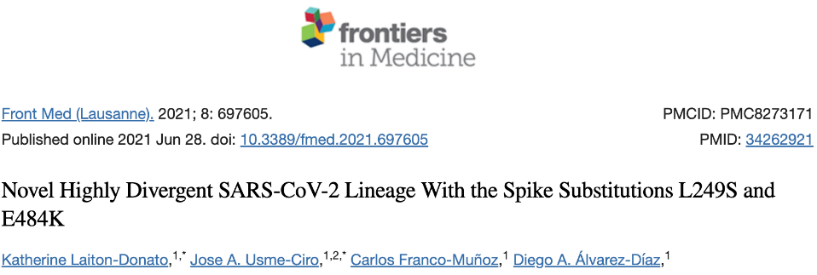 frontiers
in Medicine
Front Med (Lausanne). 2021; 8: 697605. PMCID: PMC8273171
Published online 2021 Jun 28. doi: 10.3389/fmed.2021.697605 PMID: 34262921
Novel Highly Divergent SARS-CoV-2 Lineage With the Spike Substitutions L249S and
E484K
Katherine Laiton-Donato,1,* Jose A. Usme-Ciro,1,2,* Carlos Franco-Muñoz,1 Diego A. Álvarez-Díaz,1